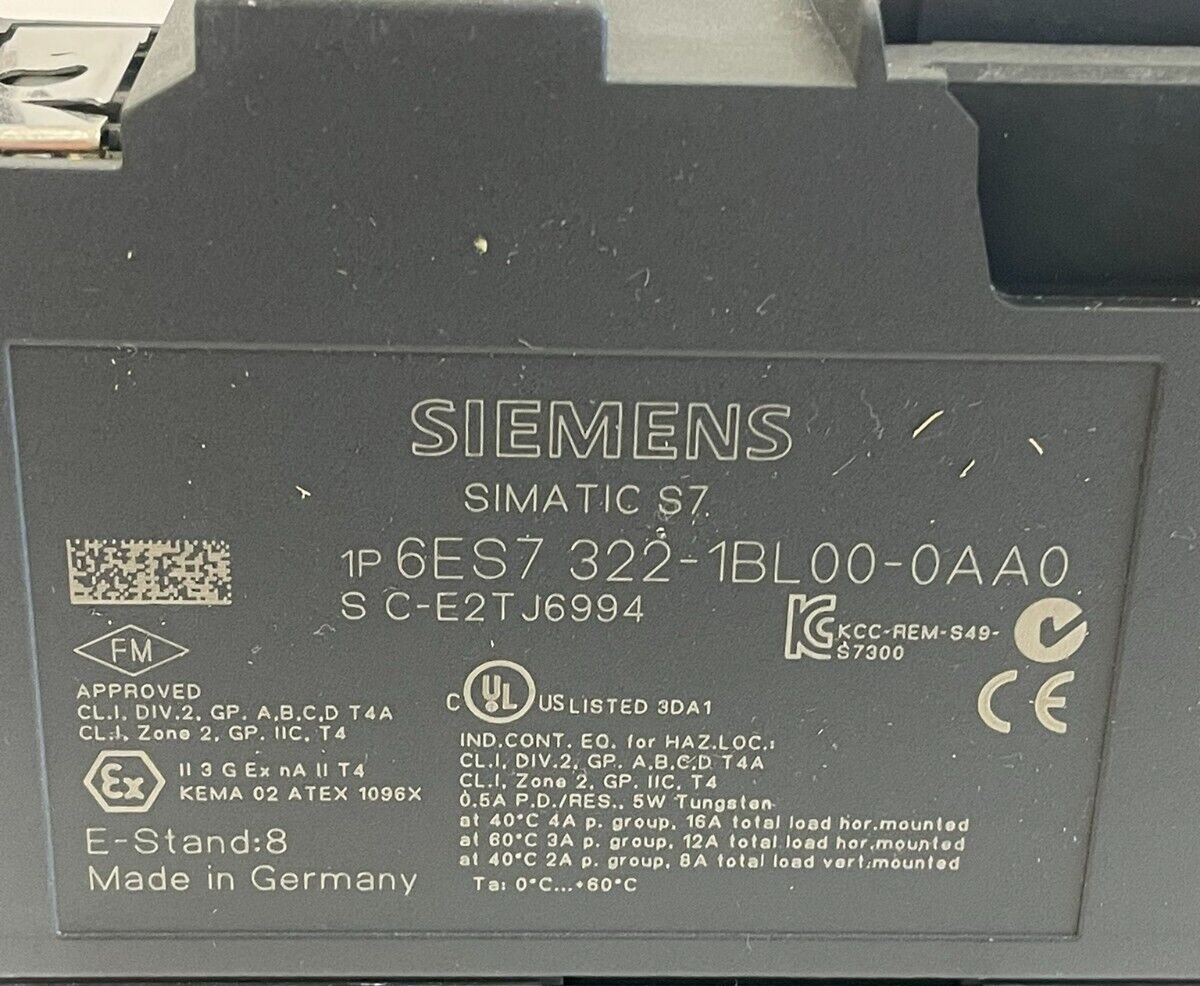 SIEMENS
SIMATIC S7
1P 6ES7 322-1BL00-0AA0
S C-E2TJ6994
KCC-REM-S49-
S7300
FM
APPROVED
CL.I, DIV.2, GP. A,B,C,D T4A
CL.I, Zone 2, GP. IIC, T4
Ex
II 3 G Ex nA II T4
KEMA 02 ATEX 1096X
E-Stand:8
Made in Germany
C UL US LISTED 3DA1
CE
IND.CONT. EQ. for HAZ.LOC.:
CL.I, DIV.2, GP. A,B,C,D T4A
CL.I, Zone 2, GP. IIC, T4
0,5A P.D./RES., 5W Tungsten
at 40°C 4A p. group, 16A total load hor.mounted
at 60°C 3A p. group, 12A total load hor.mounted
at 40°C 2A p. group, 8A total load vert.mounted
Ta: 0°C...+60°C